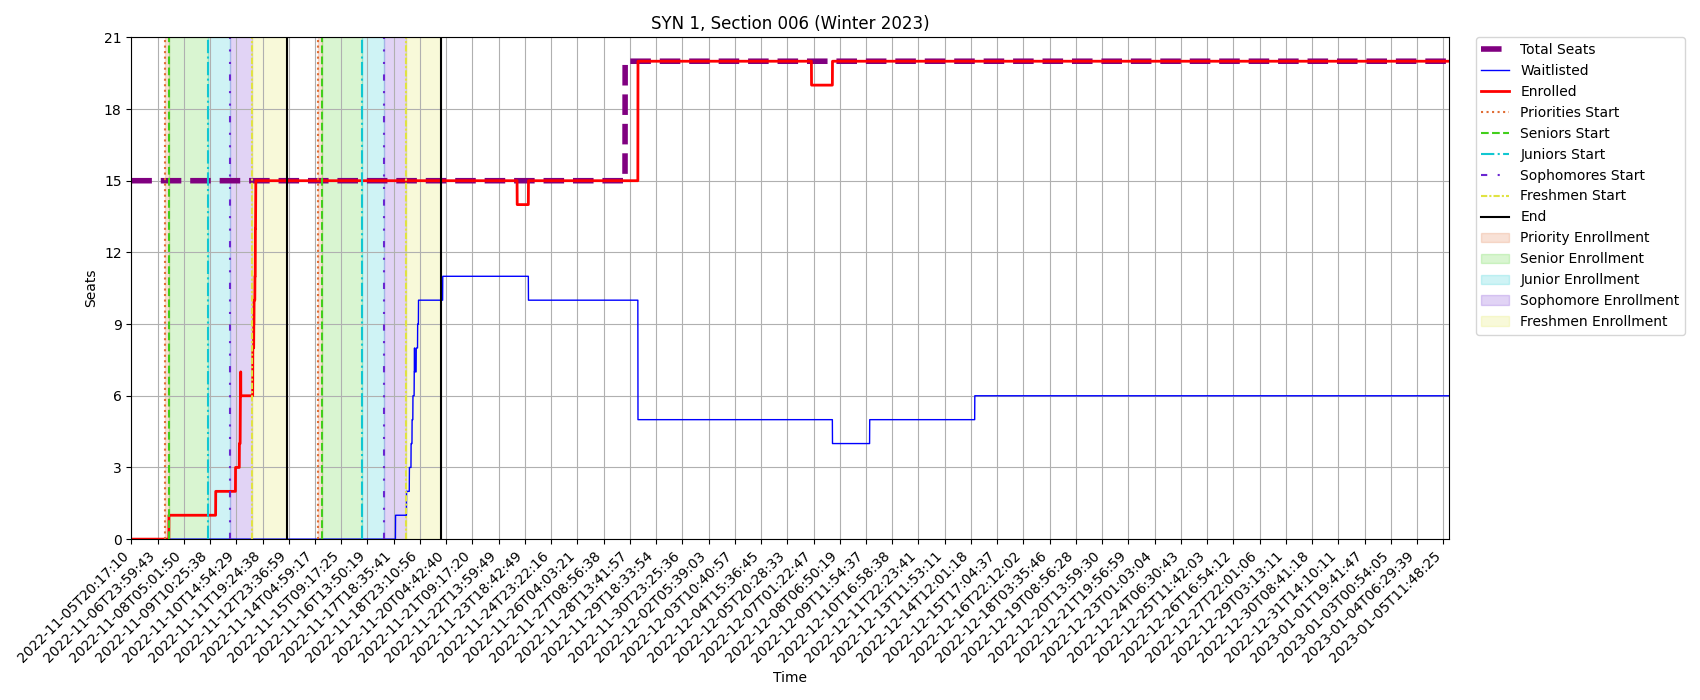 SYN 1, Section 006 (Winter 2023)
21
18
15
12
9
6
3
0
Seats
2022-11-05T20:17:10
2022-11-06T23:59:43
2022-11-08T05:01:50
2022-11-09T10:25:38
2022-11-10T14:54:29
2022-11-11T19:24:38
2022-11-12T23:36:59
2022-11-14T04:59:17
2022-11-15T09:17:25
2022-11-16T13:50:19
2022-11-17T18:35:41
2022-11-18T23:10:56
2022-11-20T04:42:40
2022-11-21T09:17:20
2022-11-22T13:59:49
2022-11-23T18:42:49
2022-11-24T23:22:16
2022-11-26T04:03:21
2022-11-27T08:56:38
2022-11-28T13:41:57
2022-11-29T18:33:54
2022-11-30T23:25:36
2022-12-02T05:39:03
2022-12-03T10:40:57
2022-12-04T15:36:45
2022-12-05T20:28:33
2022-12-07T01:22:47
2022-12-08T06:50:19
2022-12-09T11:54:37
2022-12-10T16:58:38
2022-12-11T22:23:41
2022-12-13T11:53:11
2022-12-14T12:01:18
2022-12-15T17:04:37
2022-12-16T22:12:02
2022-12-18T03:35:46
2022-12-19T08:56:28
2022-12-20T13:59:30
2022-12-21T19:56:59
2022-12-23T01:03:04
2022-12-24T06:30:43
2022-12-25T11:42:03
2022-12-26T16:54:12
2022-12-27T22:01:06
2022-12-29T03:13:11
2022-12-30T08:41:18
2022-12-31T14:10:11
2023-01-01T19:41:47
2023-01-03T00:54:05
2023-01-04T06:29:39
2023-01-05T11:48:25
Time
Total Seats
Waitlisted
Enrolled
Priorities Start
Seniors Start
Juniors Start
Sophomores Start
Freshmen Start
End
Priority Enrollment
Senior Enrollment
Junior Enrollment
Sophomore Enrollment
Freshmen Enrollment